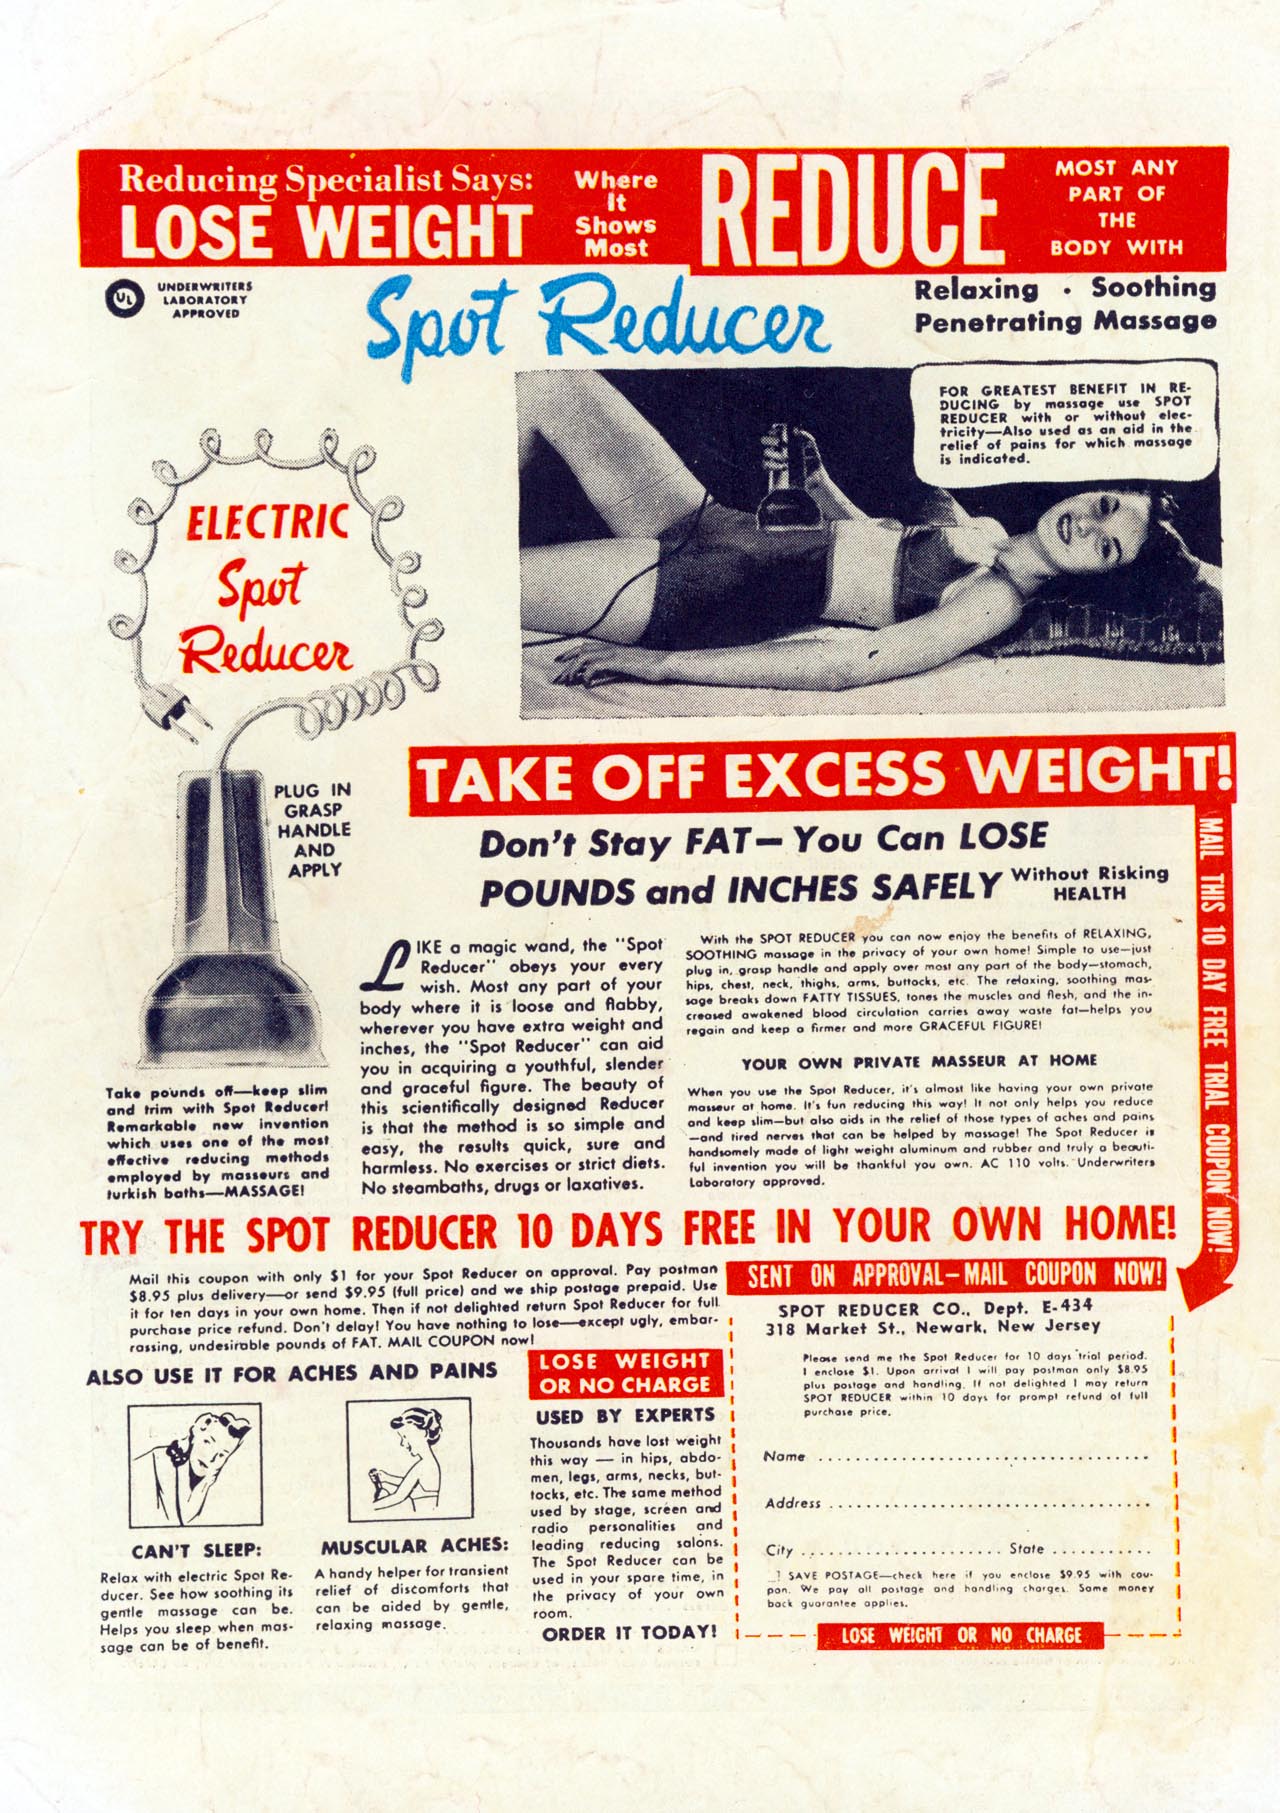 Reducing Specialist Says:
LOSE WEIGHT
Where
It
Shows
Most
REDUCE
MOST ANY
PART OF
THE
BODY WITH
UL
UNDERWRITERS
LABORATORY
APPROVED
Spot Reducer
Relaxing • Soothing
Penetrating Massage
FOR GREATEST BENEFIT IN RE-
DUCING by massage use SPOT
REDUCER with or without elec-
tricity—Also used as an aid in the
relief of pains for which massage
is indicated.
ELECTRIC
Spot
Reducer
PLUG IN
GRASP
HANDLE
AND
APPLY
TAKE OFF EXCESS WEIGHT!
Don't Stay FAT—You Can LOSE
POUNDS and INCHES SAFELY Without Risking
HEALTH
MAIL THIS 10 DAY FREE TRIAL COUPON NOW!
LIKE a magic wand, the "Spot
Reducer" obeys your every
wish. Most any part of your
body where it is loose and flabby,
wherever you have extra weight and
inches, the "Spot Reducer" can aid
you in acquiring a youthful, slender
and graceful figure. The beauty of
this scientifically designed Reducer
is that the method is so simple and
easy, the results quick, sure and
harmless. No exercises or strict diets.
No steambaths, drugs or laxatives.
With the SPOT REDUCER you can now enjoy the benefits of RELAXING,
SOOTHING massage in the privacy of your own home! Simple to use—just
plug in, grasp handle and apply over most any part of the body—stomach,
hips, chest, neck, thighs, arms, buttocks, etc. The relaxing, soothing mas-
sage breaks down FATTY TISSUES, tones the muscles and flesh, and the in-
creased awakened blood circulation carries away waste fat—helps you
regain and keep a firmer and more GRACEFUL FIGURE!
YOUR OWN PRIVATE MASSEUR AT HOME
When you use the Spot Reducer, it's almost like having your own private
masseur at home. It's fun reducing this way! It not only helps you reduce
and keep slim—but also aids in the relief of those types of aches and pains
—and tired nerves that can be helped by massage! The Spot Reducer is
handsomely made of light weight aluminum and rubber and truly a beauti-
ful invention you will be thankful you own. AC 110 volts. Underwriters
Laboratory approved.
Take pounds off—keep slim
and trim with Spot Reducer!
Remarkable new invention
which uses one of the most
effective reducing methods
employed by masseurs and
turkish baths—MASSAGE!
TRY THE SPOT REDUCER 10 DAYS FREE IN YOUR OWN HOME!
Mail this coupon with only $1 for your Spot Reducer on approval. Pay postman
$8.95 plus delivery—or send $9.95 (full price) and we ship postage prepaid. Use
it for ten days in your own home. Then if not delighted return Spot Reducer for full
purchase price refund. Don't delay! You have nothing to lose—except ugly, embar-
rassing, undesirable pounds of FAT. MAIL COUPON now!
ALSO USE IT FOR ACHES AND PAINS
CAN'T SLEEP:
Relax with electric Spot Re-
ducer. See how soothing its
gentle massage can be.
Helps you sleep when mas-
sage can be of benefit.
MUSCULAR ACHES:
A handy helper for transient
relief of discomforts that
can be aided by gentle,
relaxing massage.
LOSE WEIGHT
OR NO CHARGE
USED BY EXPERTS
Thousands have lost weight
this way — in hips, abdo-
men, legs, arms, necks, but-
tocks, etc. The same method
used by stage, screen and
radio personalities and
leading reducing salons.
The Spot Reducer can be
used in your spare time, in
the privacy of your own
room.
ORDER IT TODAY!
SENT ON APPROVAL—MAIL COUPON NOW!
SPOT REDUCER CO., Dept. E-434
318 Market St., Newark, New Jersey
Please send me the Spot Reducer for 10 days trial period.
I enclose $1. Upon arrival I will pay postman only $8.95
plus postage and handling. If not delighted I may return
SPOT REDUCER within 10 days for prompt refund of full
purchase price.
Name
Address
City State
SAVE POSTAGE—check here if you enclose $9.95 with cou-
pon. We pay all postage and handling charges. Same money
back guarantee applies.
LOSE WEIGHT OR NO CHARGE